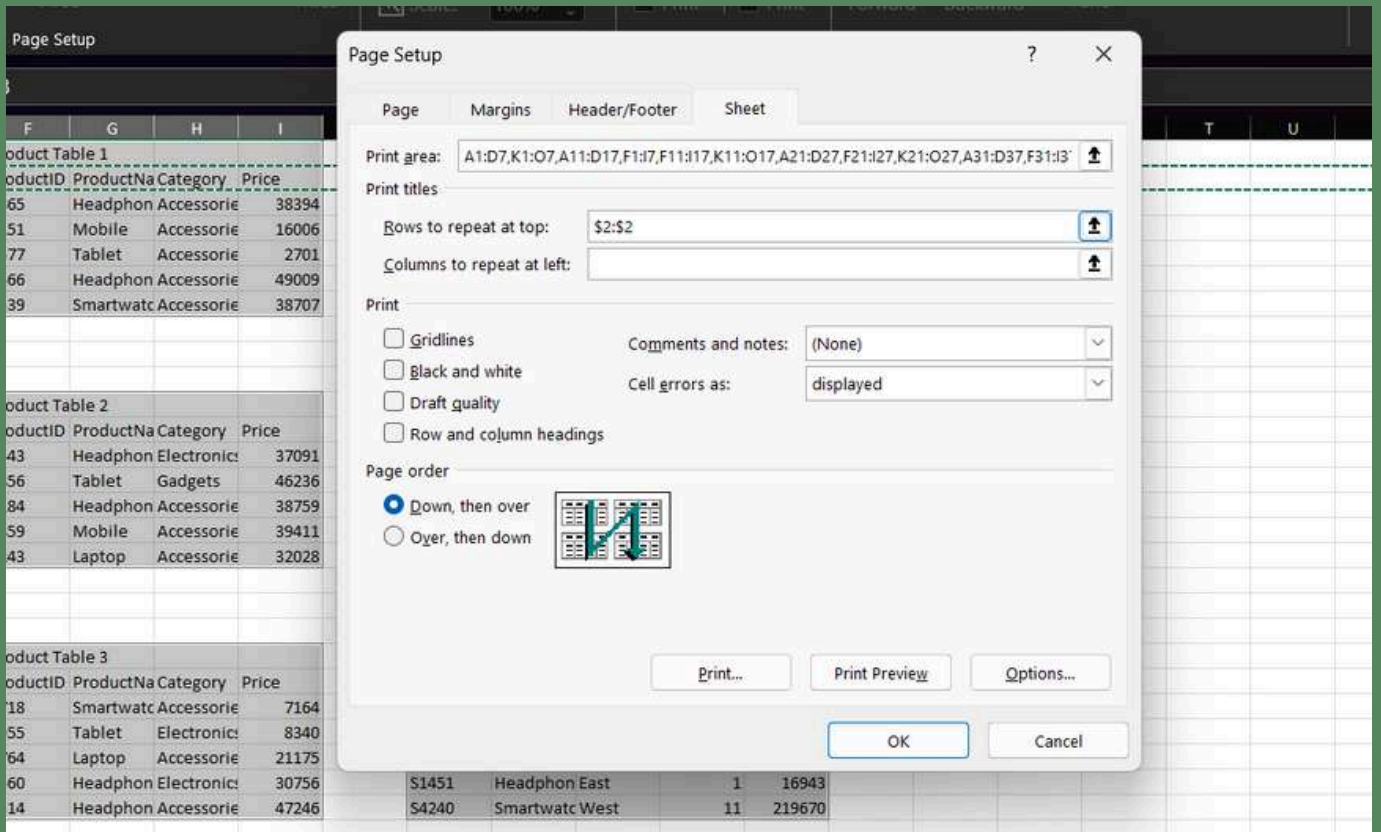 Page Setup
F G H I T U
Page Setup
?
Page Margins Header/Footer Sheet
Print area: A1:D7,K1:O7,A11:D17,F1:I7,F11:I17,K11:O17,A21:D27,F21:I27,K21:O27,A31:D37,F31:I37
Print titles
Rows to repeat at top: $2:$2
Columns to repeat at left:
Print
Gridlines
Black and white
Draft quality
Row and column headings
Comments and notes: (None)
Cell errors as: displayed
Page order
Down, then over
Over, then down
Print... Print Preview Options...
OK Cancel
oduct Table 1
oductID ProductNa Category Price
65 Headphon Accessorie 38394
51 Mobile Accessorie 16006
77 Tablet Accessorie 2701
66 Headphon Accessorie 49009
39 Smartwatc Accessorie 38707
oduct Table 2
oductID ProductNa Category Price
43 Headphon Electronics 37091
56 Tablet Gadgets 46236
84 Headphon Accessorie 38759
59 Mobile Accessorie 39411
43 Laptop Accessorie 32028
oduct Table 3
oductID ProductNa Category Price
18 Smartwatc Accessorie 7164
55 Tablet Electronics 8340
64 Laptop Accessorie 21175
60 Headphon Electronics 30756
14 Headphon Accessorie 47246
S1451 Headphon East 1 16943
S4240 Smartwatc West 11 219670